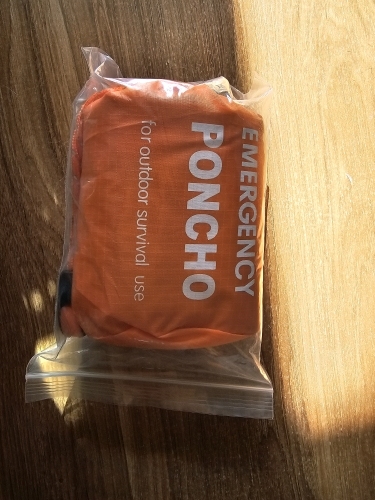 EMERGENCY
PONCHO
for outdoor survival use